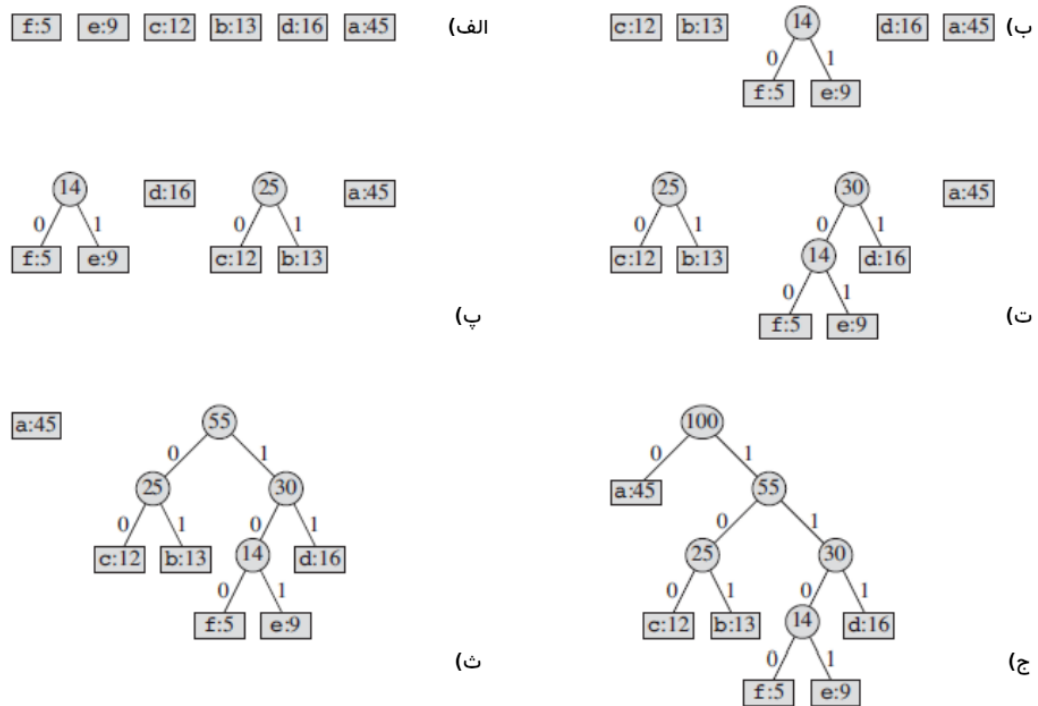 f:5 e:9 c:12 b:13 d:16 a:45 الف)
c:12 b:13 14 d:16 a:45 ب)
0 1
f:5 e:9
14 d:16 25 a:45
0 1 0 1
f:5 e:9 c:12 b:13
پ)
25 30 a:45
0 1 0 1
c:12 b:13 14 d:16
0 1
f:5 e:9
ت)
a:45 55
0 1
25 30
0 1 0 1
c:12 b:13 14 d:16
0 1
f:5 e:9
ث)
100
0 1
a:45 55
0 1
25 30
0 1 0 1
c:12 b:13 14 d:16
0 1
f:5 e:9
ج)